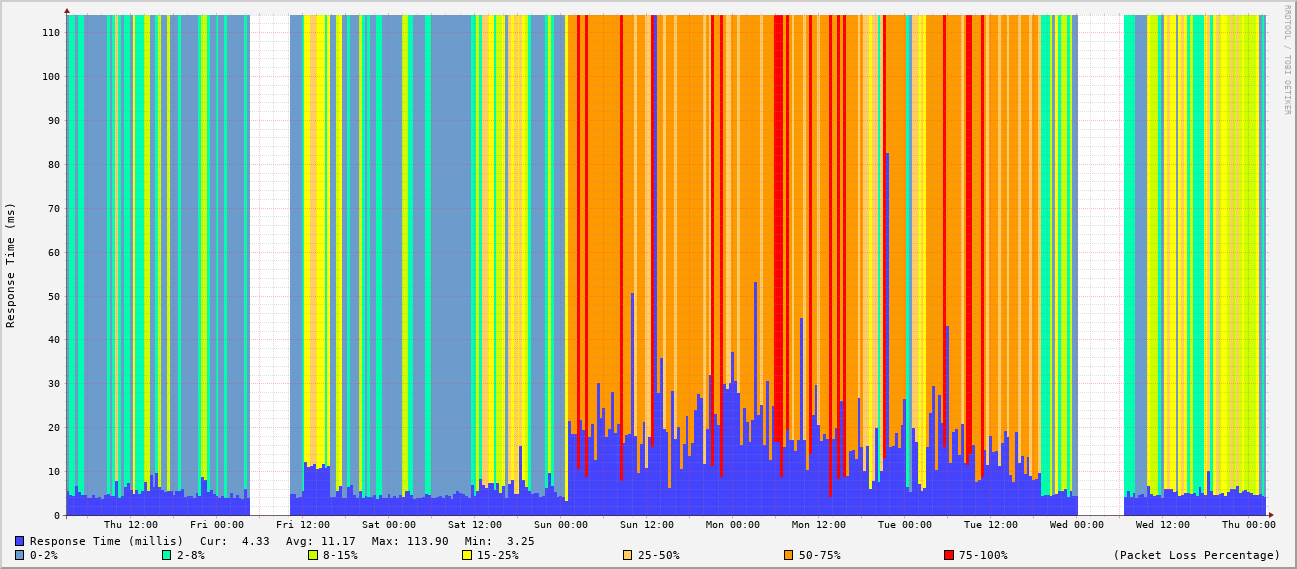 RRDTOOL / TOBI OETIKER
Response Time (ms)
110
100
90
80
70
60
50
40
30
20
10
0
Thu 12:00 Fri 00:00 Fri 12:00 Sat 00:00 Sat 12:00 Sun 00:00 Sun 12:00 Mon 00:00 Mon 12:00 Tue 00:00 Tue 12:00 Wed 00:00 Wed 12:00 Thu 00:00
Response Time (millis) Cur: 4.33 Avg: 11.17 Max: 113.90 Min: 3.25
0-2% 2-8% 8-15% 15-25% 25-50% 50-75% 75-100% (Packet Loss Percentage)